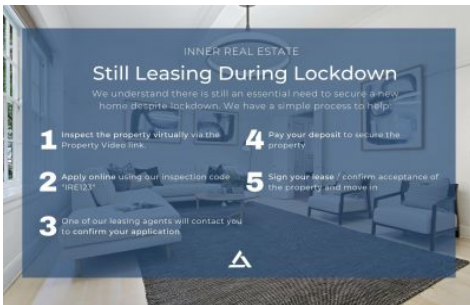 INNER REAL ESTATE
Still Leasing During Lockdown
We understand there is still an essential need to secure a new
home despite lockdown. We have a simple process to help:
1 Inspect the property virtually via the
Property Video link.
2 Apply online using our inspection code
"IRE123"
3 One of our leasing agents will contact you
to confirm your application
4 Pay your deposit to secure the
property
5 Sign your lease / confirm acceptance of
the property and move in